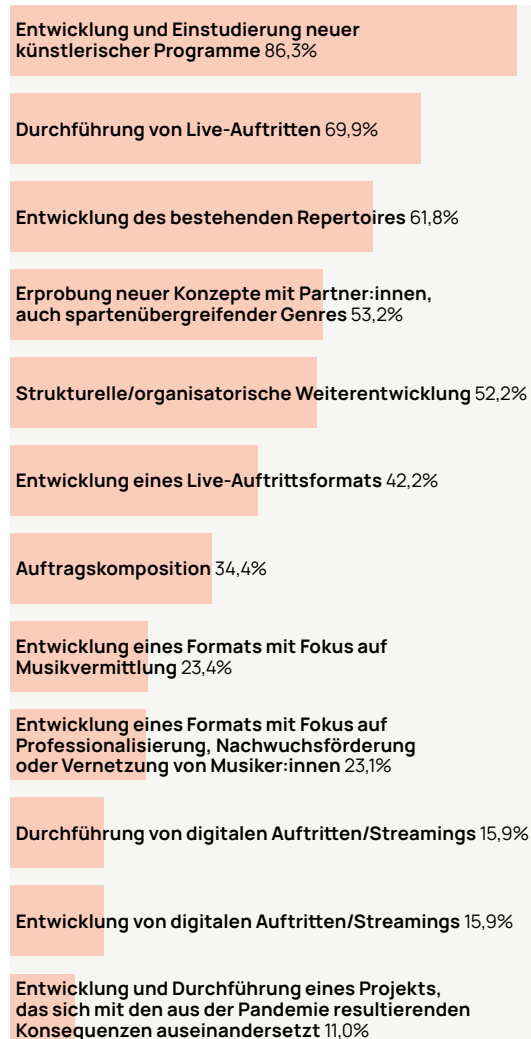 Entwicklung und Einstudierung neuer
künstlerischer Programme 86,3%
Durchführung von Live-Auftritten 69,9%
Entwicklung des bestehenden Repertoires 61,8%
Erprobung neuer Konzepte mit Partner:innen,
auch spartenübergreifender Genres 53,2%
Strukturelle/organisatorische Weiterentwicklung 52,2%
Entwicklung eines Live-Auftrittsformats 42,2%
Auftragskomposition 34,4%
Entwicklung eines Formats mit Fokus auf
Musikvermittlung 23,4%
Entwicklung eines Formats mit Fokus auf
Professionalisierung, Nachwuchsförderung
oder Vernetzung von Musiker:innen 23,1%
Durchführung von digitalen Auftritten/Streamings 15,9%
Entwicklung von digitalen Auftritten/Streamings 15,9%
Entwicklung und Durchführung eines Projekts,
das sich mit den aus der Pandemie resultierenden
Konsequenzen auseinandersetzt 11,0%